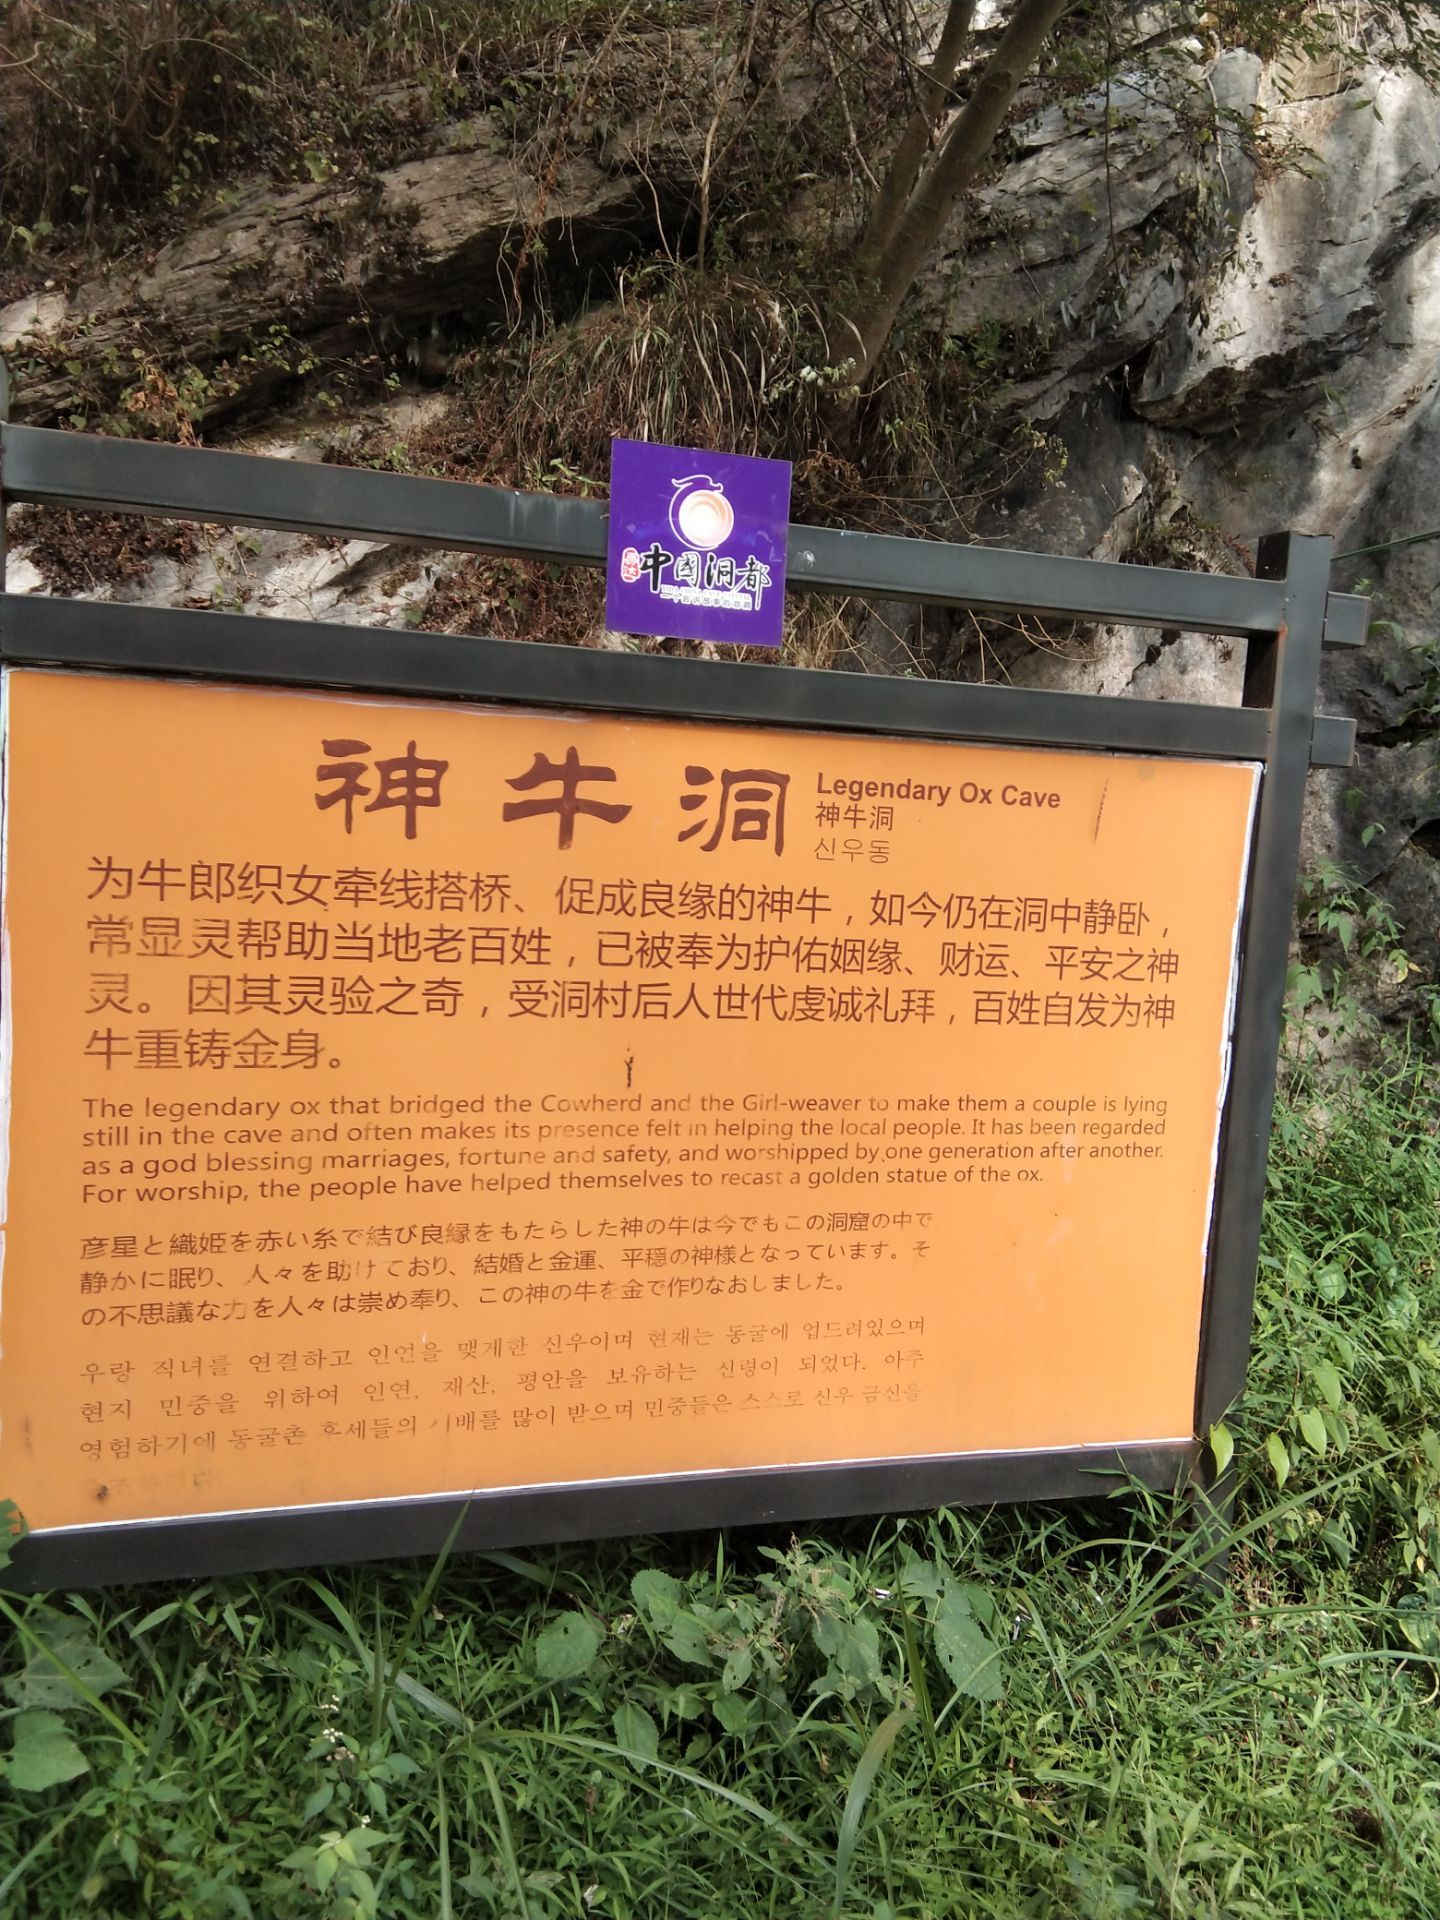 中國洞都
神牛洞
Legendary Ox Cave
神牛洞
신우동
为牛郎织女牵线搭桥、促成良缘的神牛，如今仍在洞中静卧，
常显灵帮助当地老百姓，已被奉为护佑姻缘、财运、平安之神
灵。因其灵验之奇，受洞村后人世代虔诚礼拜，百姓自发为神
牛重铸金身。
The legendary ox that bridged the Cowherd and the Girl-weaver to make them a couple is lying
still in the cave and often makes its presence felt in helping the local people. It has been regarded
as a god blessing marriages, fortune and safety, and worshipped by one generation after another.
For worship, the people have helped themselves to recast a golden statue of the ox.
彦星と織姫を赤い糸で結び良縁をもたらした神の牛は今でもこの洞窟の中で
静かに眠り、人々を助けており、結婚と金運、平穏の神様となっています。そ
の不思議な力を人々は崇め奉り、この神の牛を金で作りなおしました。
우랑 직녀를 연결하고 인연을 맺게한 신우이며 현재는 동굴에 업드려있으며
현지 민중을 위하여 인연, 재산, 평안을 보유하는 신령이 되었다. 아주
영험하기에 동굴촌 후세들의 많이 받으며 민중들은 스스로 신우 금신을